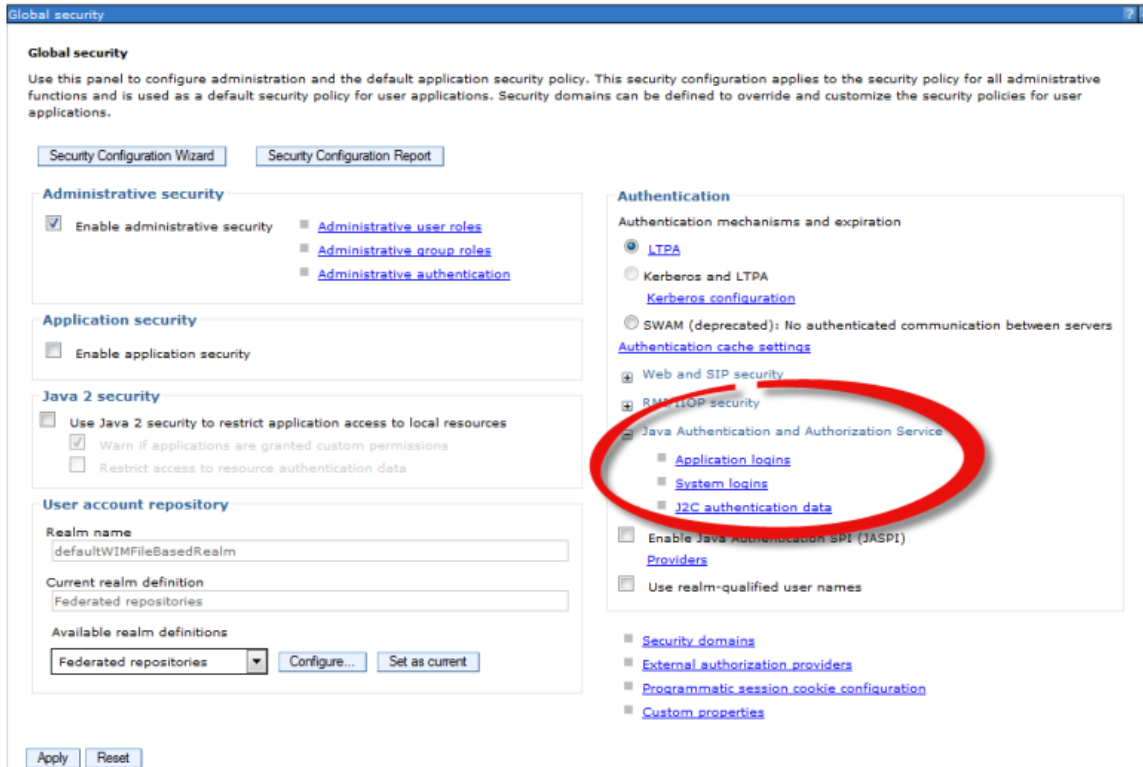 Global security
?
Global security
Use this panel to configure administration and the default application security policy. This security configuration applies to the security policy for all administrative
functions and is used as a default security policy for user applications. Security domains can be defined to override and customize the security policies for user
applications.
Security Configuration Wizard
Security Configuration Report
Administrative security
Enable administrative security
Administrative user roles
Administrative group roles
Administrative authentication
Application security
Enable application security
Java 2 security
Use Java 2 security to restrict application access to local resources
Warn if applications are granted custom permissions
Restrict access to resource authentication data
User account repository
Realm name
defaultWIMFileBasedRealm
Current realm definition
Federated repositories
Available realm definitions
Federated repositories
Configure...
Set as current
Authentication
Authentication mechanisms and expiration
LTPA
Kerberos and LTPA
Kerberos configuration
SWAM (deprecated): No authenticated communication between servers
Authentication cache settings
Web and SIP security
RMI/IIOP security
Java Authentication and Authorization Service
Application logins
System logins
J2C authentication data
Enable Java Authentication SPI (JASPI)
Providers
Use realm-qualified user names
Security domains
External authorization providers
Programmatic session cookie configuration
Custom properties
Apply
Reset